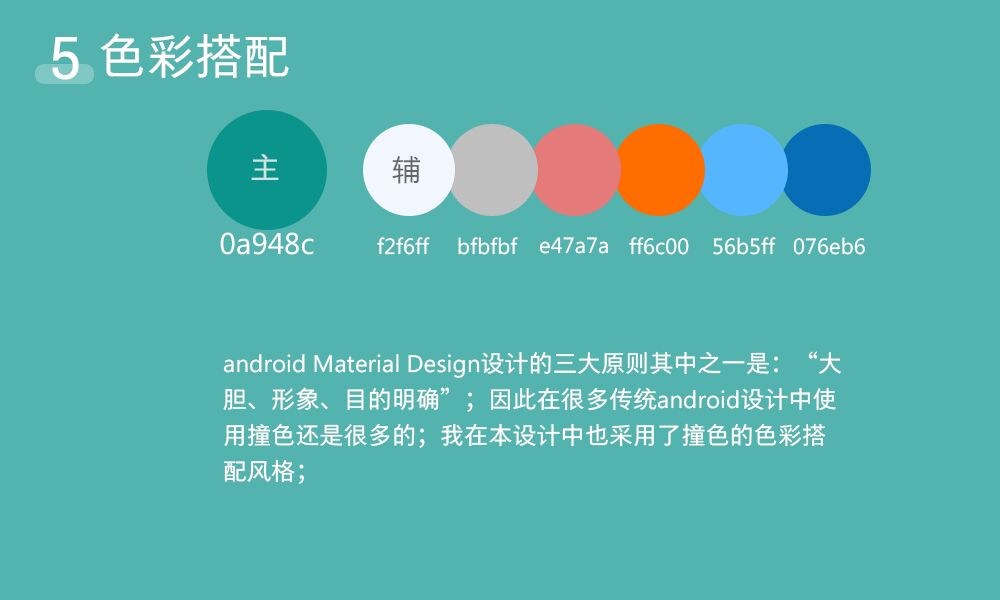 5 色彩搭配
主 辅
0a948c f2f6ff bfbfbf e47a7a ff6c00 56b5ff 076eb6
android Material Design设计的三大原则其中之一是：“大
胆、形象、目的明确”；因此在很多传统android设计中使
用撞色还是很多的；我在本设计中也采用了撞色的色彩搭
配风格；